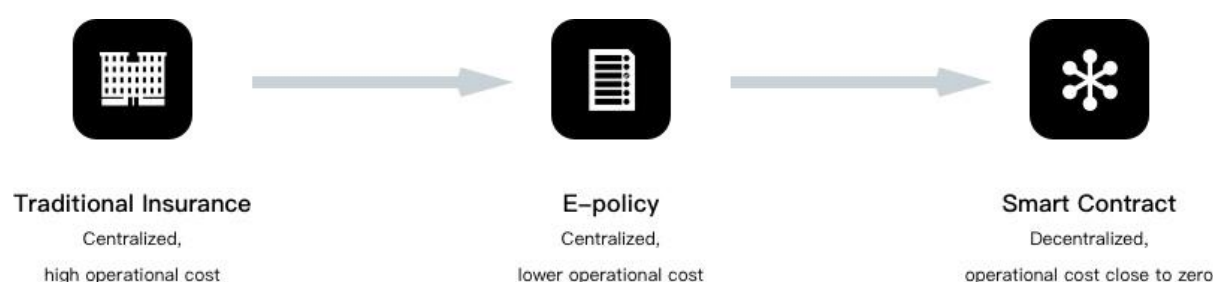 Traditional Insurance
Centralized,
high operational cost
E-policy
Centralized,
lower operational cost
Smart Contract
Decentralized,
operational cost close to zero